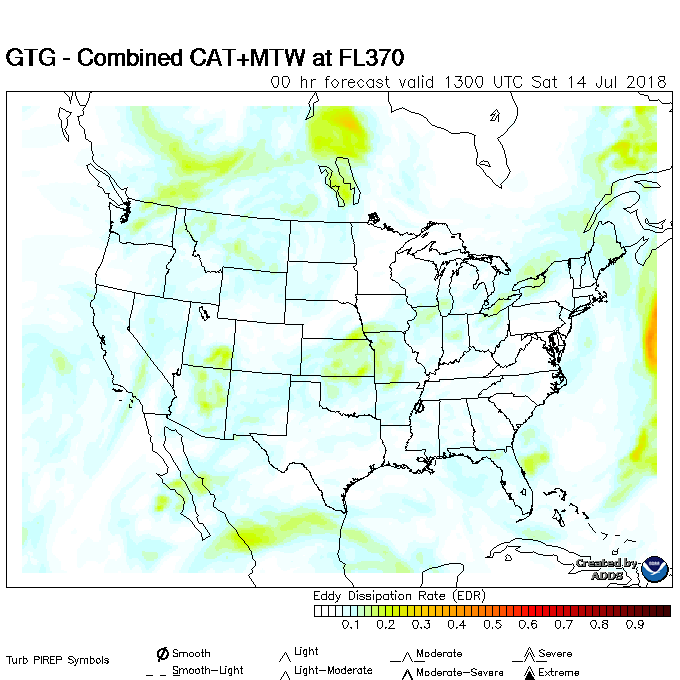 GTG - Combined CAT+MTW at FL370
00 hr forecast valid 1300 UTC Sat 14 Jul 2018
Created by
ADDS
Eddy Dissipation Rate (EDR)
0.1 0.2 0.3 0.4 0.5 0.6 0.7 0.8 0.9
Turb PIREP Symbols
Smooth Light Moderate Severe
Smooth-Light Light-Moderate Moderate-Severe Extreme